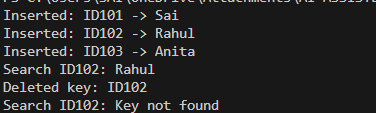 Inserted: ID101 -> Sai
Inserted: ID102 -> Rahul
Inserted: ID103 -> Anita
Search ID102: Rahul
Deleted key: ID102
Search ID102: Key not found